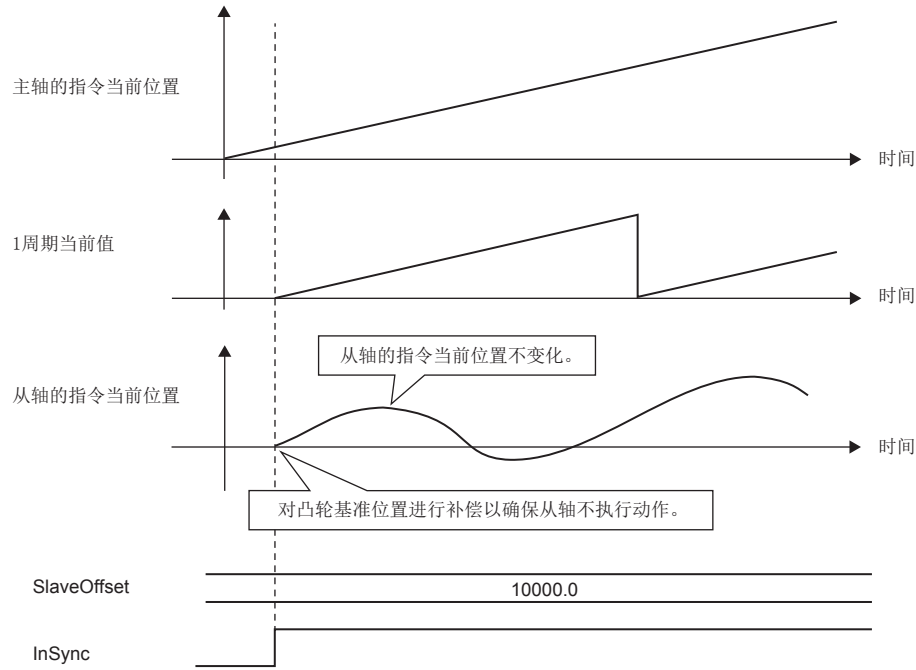 主轴的指令当前位置
时间
1周期当前值
时间
从轴的指令当前位置不变化。
从轴的指令当前位置
时间
对凸轮基准位置进行补偿以确保从轴不执行动作。
SlaveOffset
10000.0
InSync